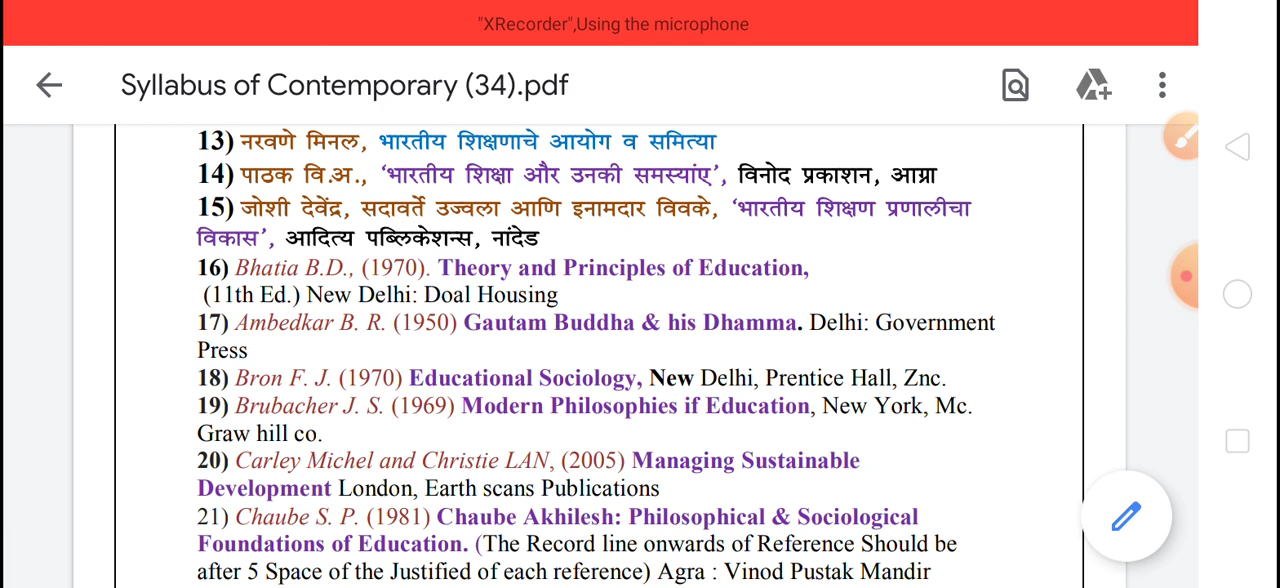 "XRecorder",Using the microphone
Syllabus of Contemporary (34).pdf
13) नरवणे मिनल, भारतीय शिक्षणाचे आयोग व समित्या
14) पाठक वि.अ., ‘भारतीय शिक्षा और उनकी समस्यांए’, विनोद प्रकाशन, आग्रा
15) जोशी देवेंद्र, सदावर्ते उज्वला आणि इनामदार विवके, ‘भारतीय शिक्षण प्रणालीचा
विकास’, आदित्य पब्लिकेशन्स, नांदेड
16) Bhatia B.D., (1970). Theory and Principles of Education,
(11th Ed.) New Delhi: Doal Housing
17) Ambedkar B. R. (1950) Gautam Buddha & his Dhamma. Delhi: Government
Press
18) Bron F. J. (1970) Educational Sociology, New Delhi, Prentice Hall, Znc.
19) Brubacher J. S. (1969) Modern Philosophies if Education, New York, Mc.
Graw hill co.
20) Carley Michel and Christie LAN, (2005) Managing Sustainable
Development London, Earth scans Publications
21) Chaube S. P. (1981) Chaube Akhilesh: Philosophical & Sociological
Foundations of Education. (The Record line onwards of Reference Should be
after 5 Space of the Justified of each reference) Agra : Vinod Pustak Mandir